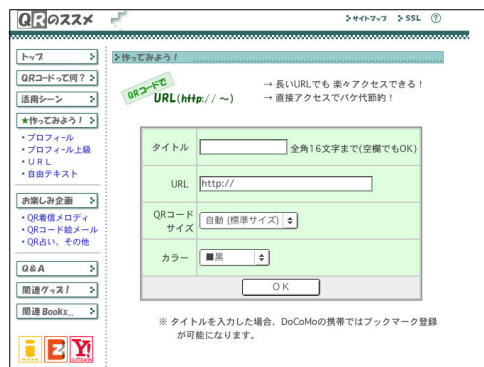 QRのススメ
サイトマップ SSL ?
トップ
QRコードって何?
活用シーン
★作ってみよう!
・プロフィール
・プロフィール上級
・URL
・自由テキスト
お楽しみ企画
・QR着信メロディ
・QRコード絵メール
・QR占い、その他
Q&A
関連グッズ!
関連Books...
i EZ Y!
softbank
作ってみよう!
QRコードで
URL(http://~)
→ 長いURLでも 楽々アクセスできる!
→ 直接アクセスでパケ代節約!
タイトル 全角16文字まで(空欄でもOK)
URL http://
QRコード
サイズ 自動 (標準サイズ)
カラー ■黒
OK
※ タイトルを入力した場合、DoCoMoの携帯ではブックマーク登録
が可能になります。